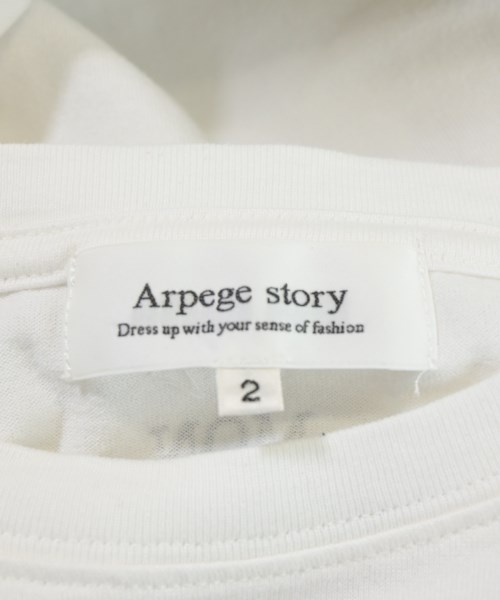 Arpege story
Dress up with your sense of fashion
2